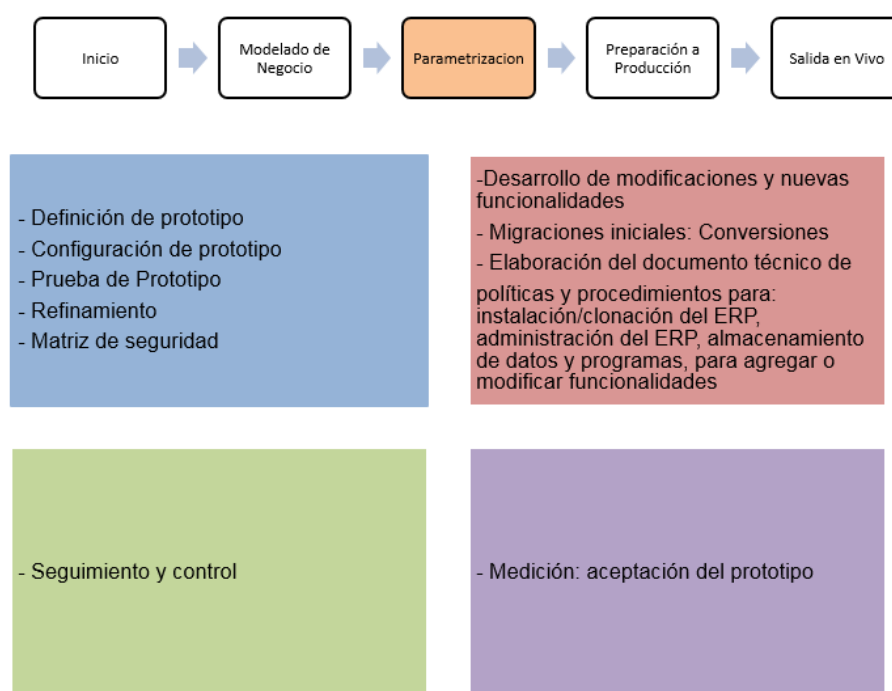 Inicio
Modelado de
Negocio
Parametrizacion
Preparación a
Producción
Salida en Vivo
- Definición de prototipo
- Configuración de prototipo
- Prueba de Prototipo
- Refinamiento
- Matriz de seguridad
-Desarrollo de modificaciones y nuevas
funcionalidades
- Migraciones iniciales: Conversiones
- Elaboración del documento técnico de
políticas y procedimientos para:
instalación/clonación del ERP,
administración del ERP, almacenamiento
de datos y programas, para agregar o
modificar funcionalidades
- Seguimiento y control
- Medición: aceptación del prototipo